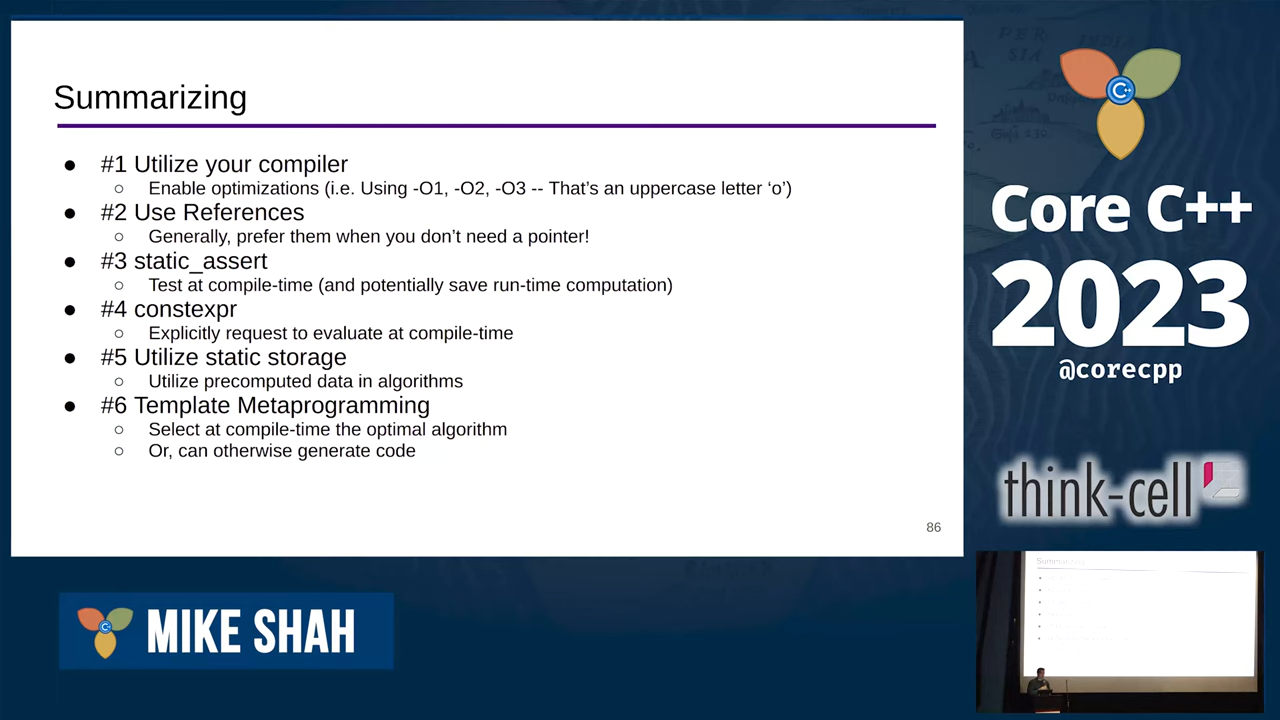 Summarizing
● #1 Utilize your compiler
○ Enable optimizations (i.e. Using -O1, -O2, -O3 -- That’s an uppercase letter ‘o’)
● #2 Use References
○ Generally, prefer them when you don’t need a pointer!
● #3 static_assert
○ Test at compile-time (and potentially save run-time computation)
● #4 constexpr
○ Explicitly request to evaluate at compile-time
● #5 Utilize static storage
○ Utilize precomputed data in algorithms
● #6 Template Metaprogramming
○ Select at compile-time the optimal algorithm
○ Or, can otherwise generate code
86
MIKE SHAH
C++
Core C++
2023
@corecpp
think-cell
Summarizing